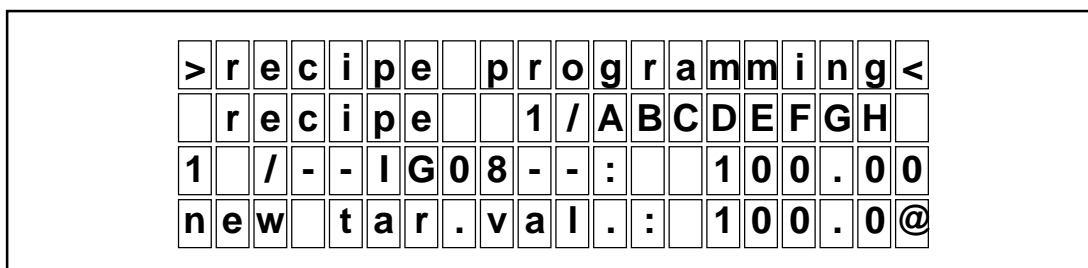 >recipe programming<
recipe  1/ABCDEFGH
1 /--IG08--:  100.00
new tar.val.: 100.0@